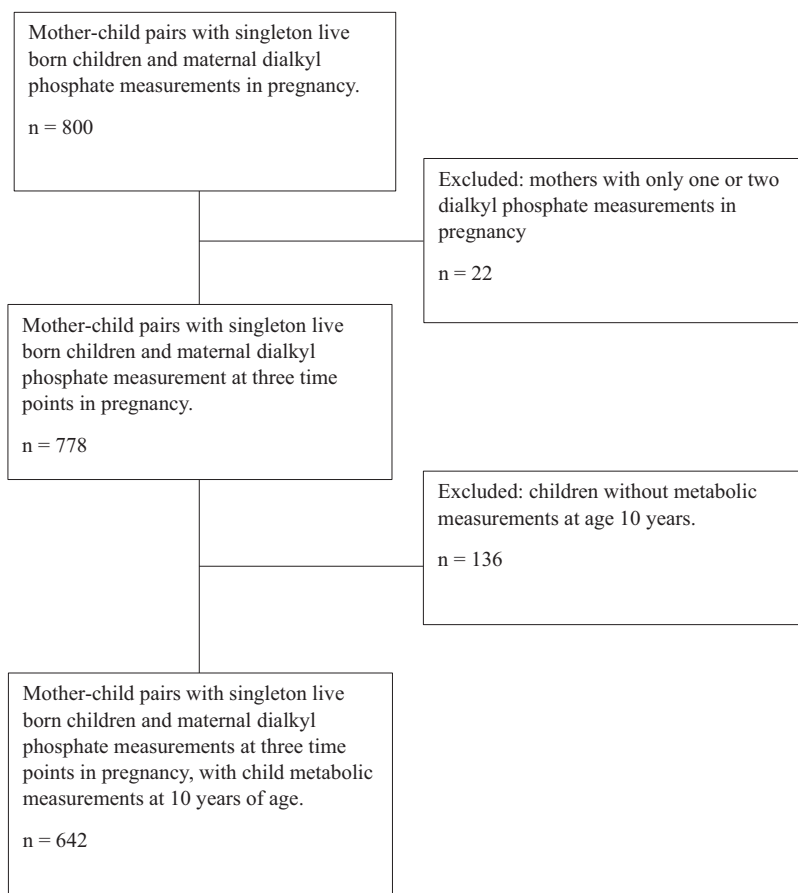 Mother-child pairs with singleton live
born children and maternal dialkyl
phosphate measurements in pregnancy.
n = 800
Excluded: mothers with only one or two
dialkyl phosphate measurements in
pregnancy
n = 22
Mother-child pairs with singleton live
born children and maternal dialkyl
phosphate measurement at three time
points in pregnancy.
n = 778
Excluded: children without metabolic
measurements at age 10 years.
n = 136
Mother-child pairs with singleton live
born children and maternal dialkyl
phosphate measurements at three time
points in pregnancy, with child metabolic
measurements at 10 years of age.
n = 642